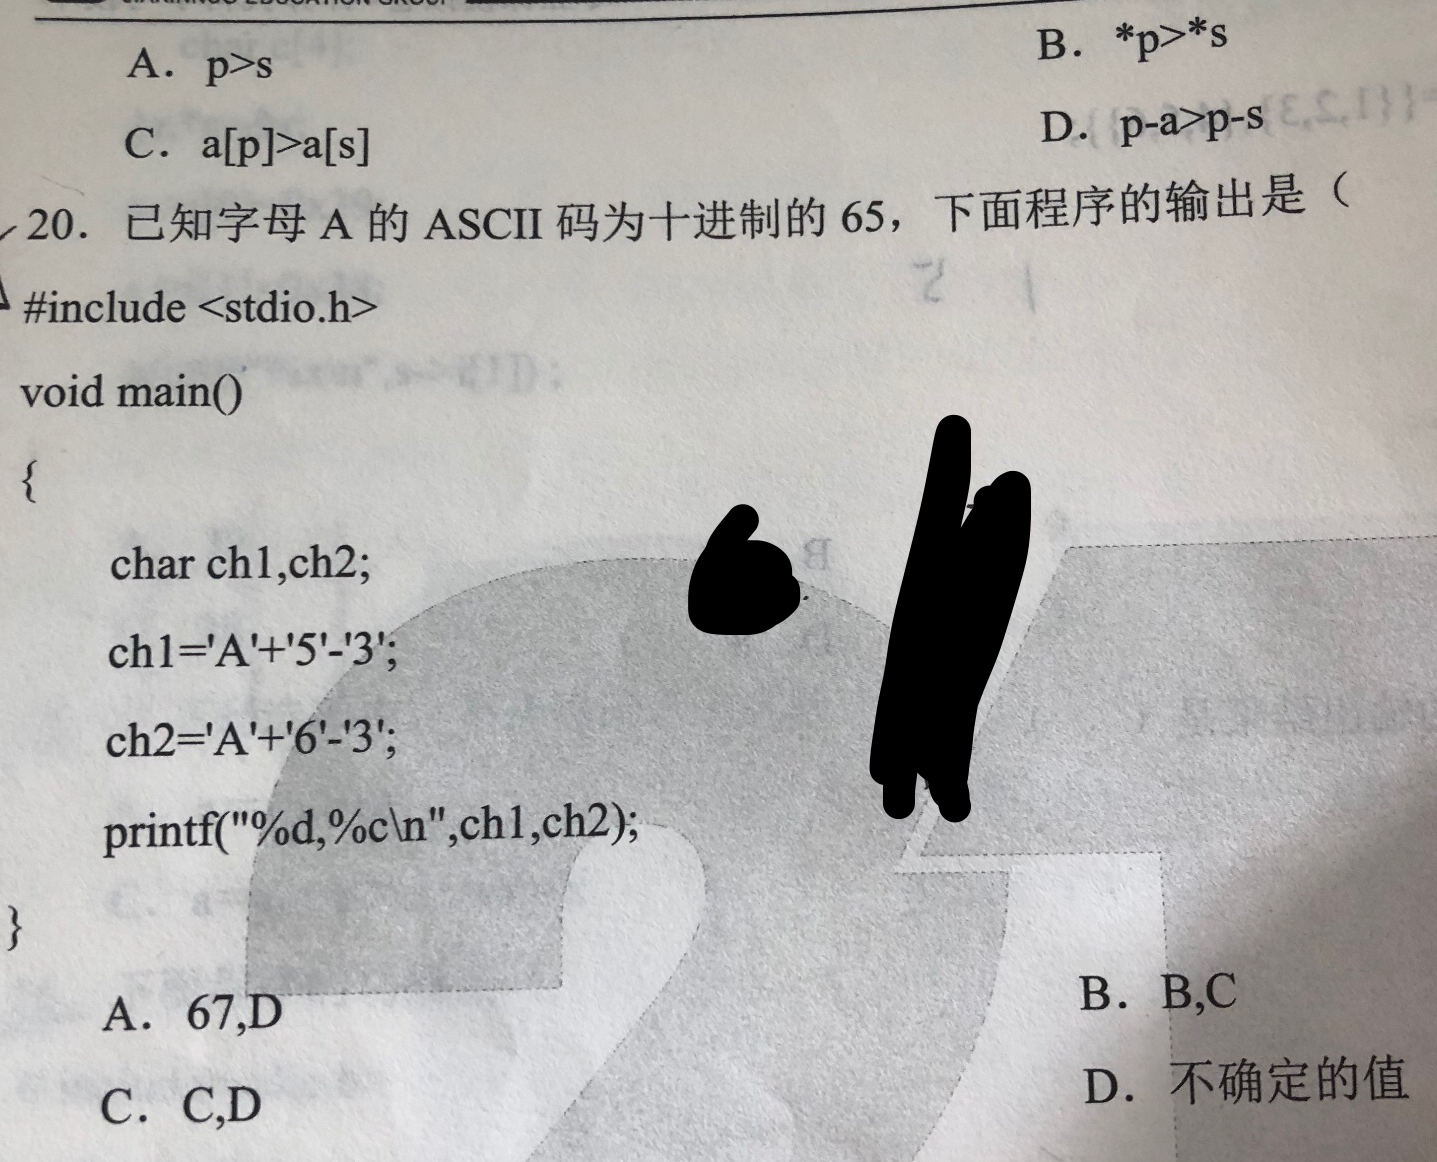 A. p>s
B. *p>*s
C. a[p]>a[s]
D. p-a>p-s
20. 已知字母 A 的 ASCII 码为十进制的 65，下面程序的输出是（
#include <stdio.h>
void main()
{
char ch1,ch2;
ch1='A'+'5'-'3';
ch2='A'+'6'-'3';
printf("%d,%c\n",ch1,ch2);
}
A. 67,D
B. B,C
C. C,D
D. 不确定的值